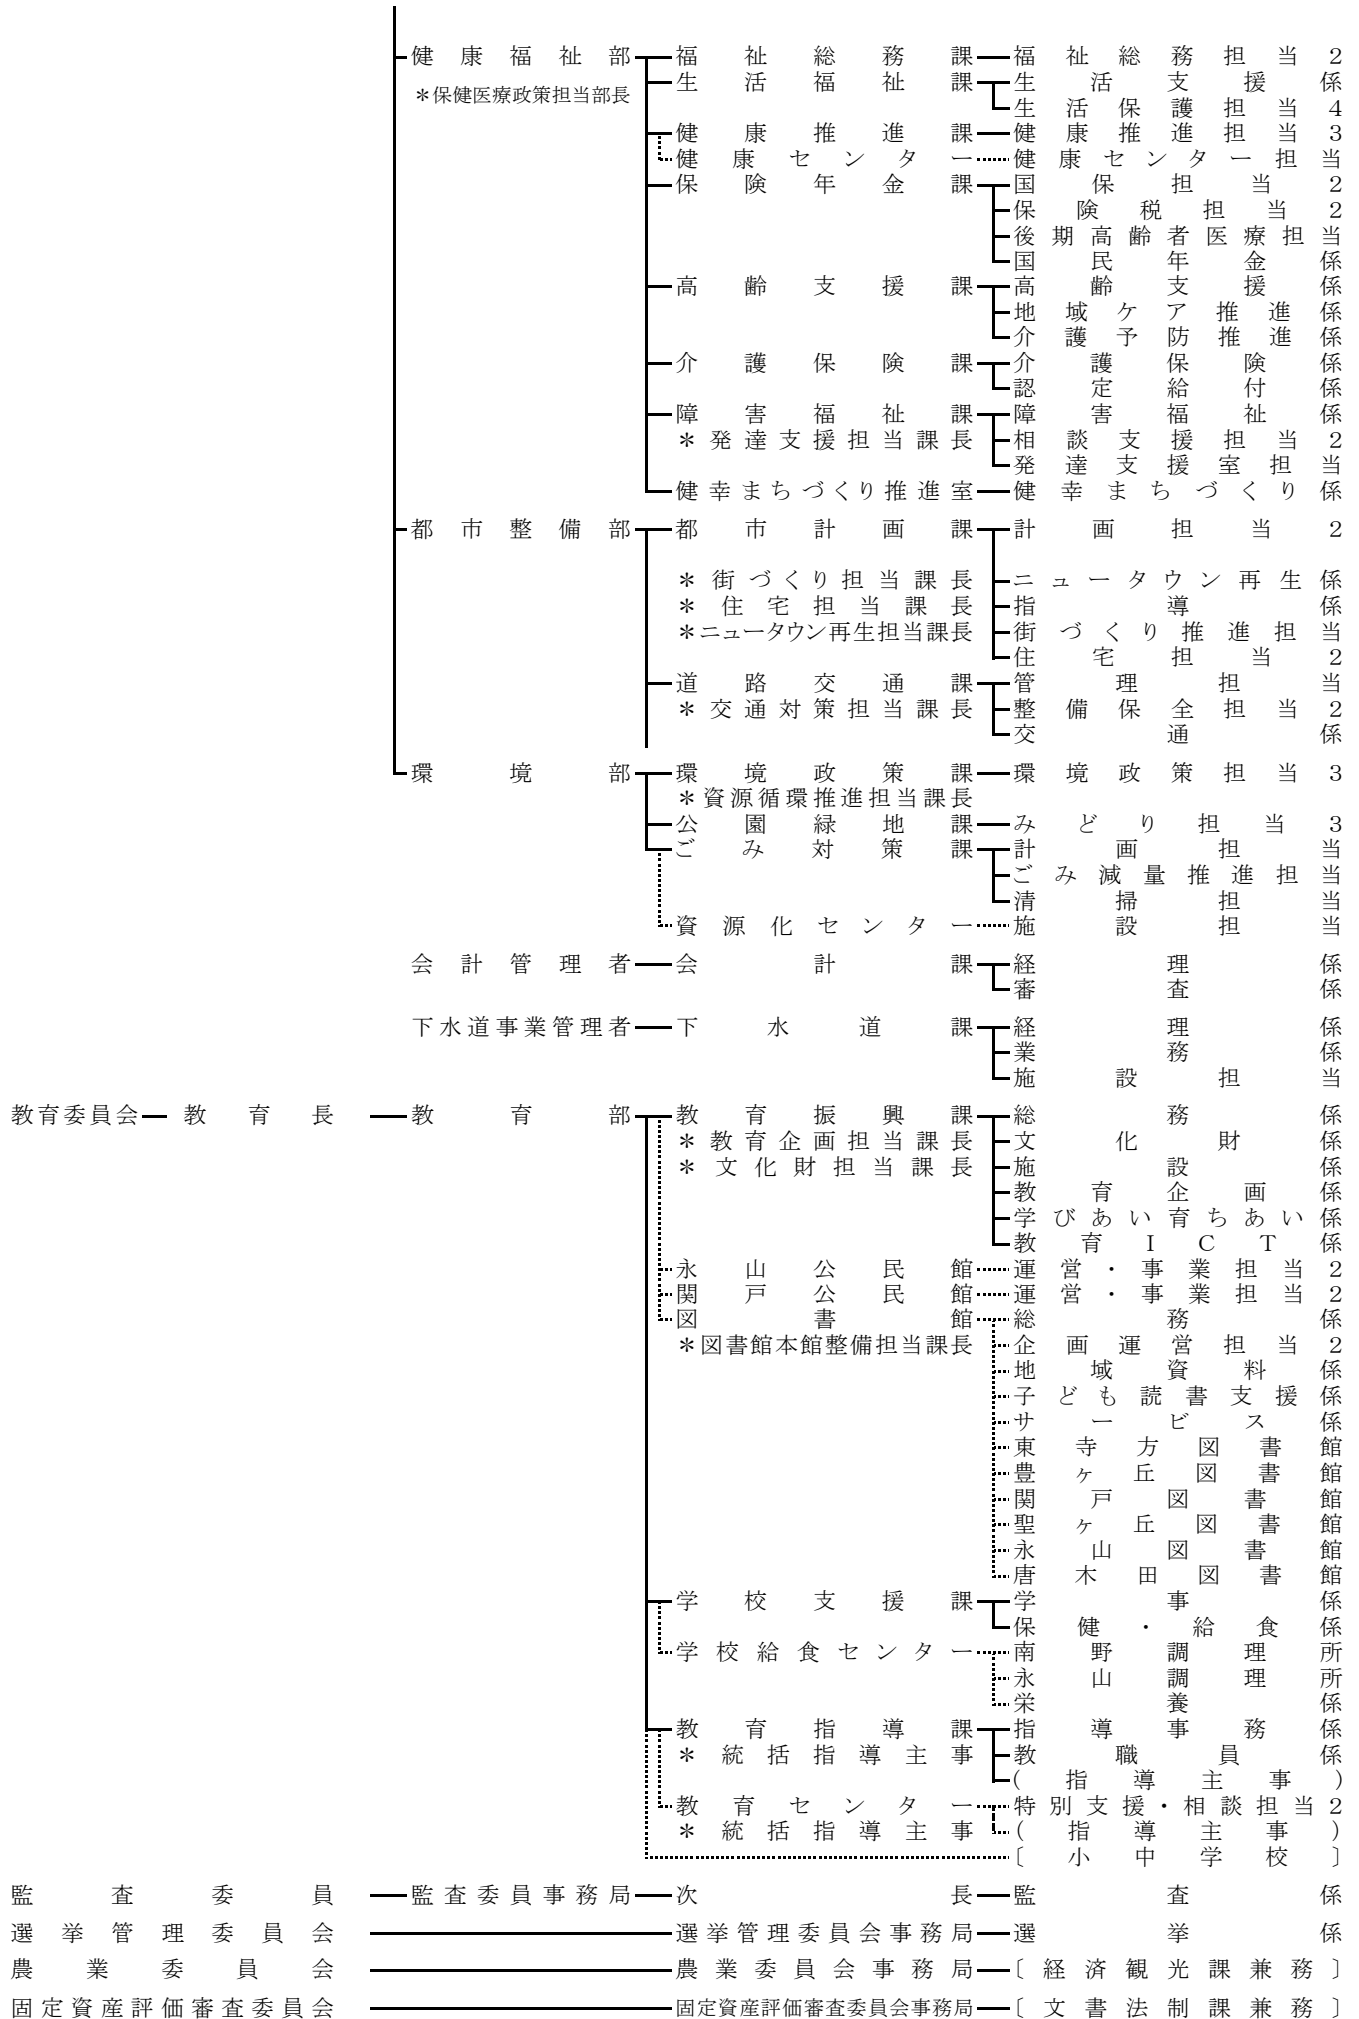 健康福祉部 福祉総務課 福祉総務担当2
生活福祉課 生活支援係
＊保健医療政策担当部長
生活保護担当4
健康推進課 健康推進担当3
健康センター 健康センター担当
保険年金課 国保担当2
保険税担当2
後期高齢者医療担当
国民年金係
高齢支援課 高齢支援係
地域ケア推進係
介護予防推進係
介護保険課 介護保険係
認定給付係
障害福祉課 障害福祉係
＊発達支援担当課長 相談支援担当2
発達支援室担当
健幸まちづくり推進室 健幸まちづくり係
都市整備部 都市計画課 計画担当2
＊街づくり担当課長 ニュータウン再生係
＊住宅担当課長 指導係
＊ニュータウン再生担当課長 街づくり推進担当
住宅担当2
道路交通課 管理担当
＊交通対策担当課長 整備保全担当2
交通係
環境部 環境政策課 環境政策担当3
＊資源循環推進担当課長
公園緑地課 みどり担当3
ごみ対策課 計画担当
ごみ減量推進担当
清掃担当
資源化センター 施設担当
会計管理者 会計課 経理係
審査係
下水道事業管理者 下水道課 経理係
業務係
施設担当
教育委員会 教育長 教育部 教育振興課 総務係
＊教育企画担当課長 文化財係
＊文化財担当課長 施設係
教育企画係
学びあい育ちあい係
教育ICT係
永山公民館 運営・事業担当2
関戸公民館 運営・事業担当2
図書館 総務係
＊図書館本館整備担当課長 企画運営担当2
地域資料係
子ども読書支援係
サービス係
東寺方図書館
豊ヶ丘図書館
関戸図書館
聖ヶ丘図書館
永山図書館
唐木田図書館
学校支援課 学事係
保健・給食係
学校給食センター 南野調理所
永山調理所
栄養係
教育指導課 指導事務係
＊統括指導主事 教職員係
(指導主事)
教育センター 特別支援・相談担当2
＊統括指導主事 (指導主事)
〔小中学校〕
監査委員 監査委員事務局 次長 監査係
選挙管理委員会 選挙管理委員会事務局 選挙係
農業委員会 農業委員会事務局 〔経済観光課兼務〕
固定資産評価審査委員会 固定資産評価審査委員会事務局 〔文書法制課兼務〕